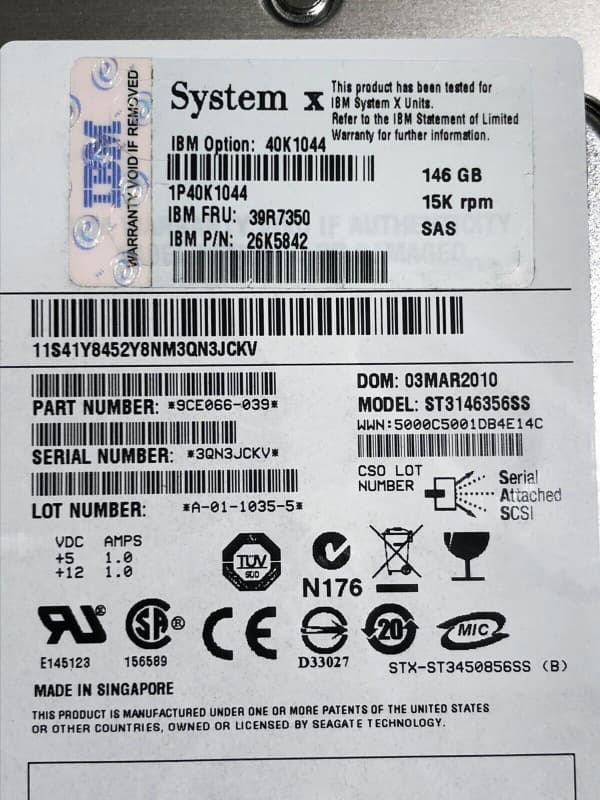 IBM
WARRANTY VOID IF REMOVED
System x
This product has been tested for
IBM System X Units.
Refer to the IBM Statement of Limited
Warranty for further information.
IBM Option: 40K1044
1P40K1044
IBM FRU: 39R7350
IBM P/N: 26K5842
146 GB
15K rpm
SAS
11S41Y8452Y8NM3QN3JCKV
PART NUMBER: *9CE066-039*
SERIAL NUMBER: *3QN3JCKV*
LOT NUMBER: *A-01-1035-5*
DOM: 03MAR2010
MODEL: ST3146356SS
WWN:5000C5001DB4E14C
CSO LOT
NUMBER
Serial
Attached
SCSI
VDC AMPS
+5 1.0
+12 1.0
TÜV
N176
RU®
E145123
SA®
156589
CE
D33027
20
MIC
STX-ST3450856SS (B)
MADE IN SINGAPORE
THIS PRODUCT IS MANUFACTURED UNDER ONE OR MORE PATENTS OF THE UNITED STATES
OR OTHER COUNTRIES, OWNED OR LICENSED BY SEAGATE TECHNOLOGY.